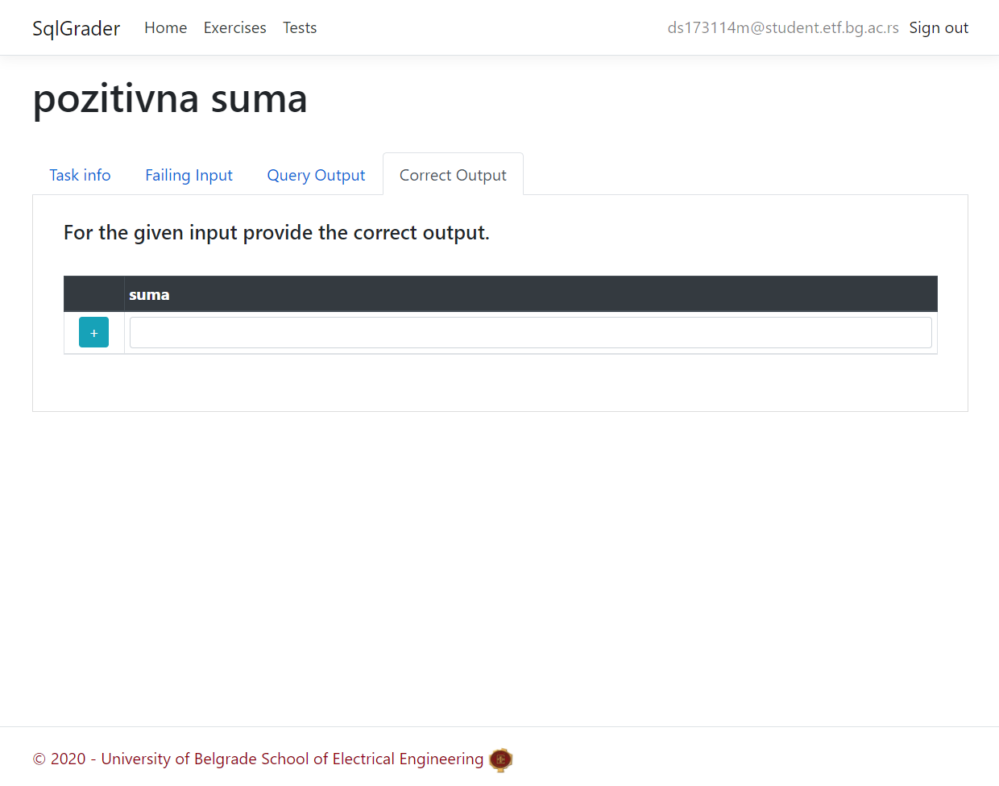 SqlGrader Home Exercises Tests ds173114m@student.etf.bg.ac.rs Sign out
pozitivna suma
Task info Failing Input Query Output Correct Output
For the given input provide the correct output.
suma
+
© 2020 - University of Belgrade School of Electrical Engineering